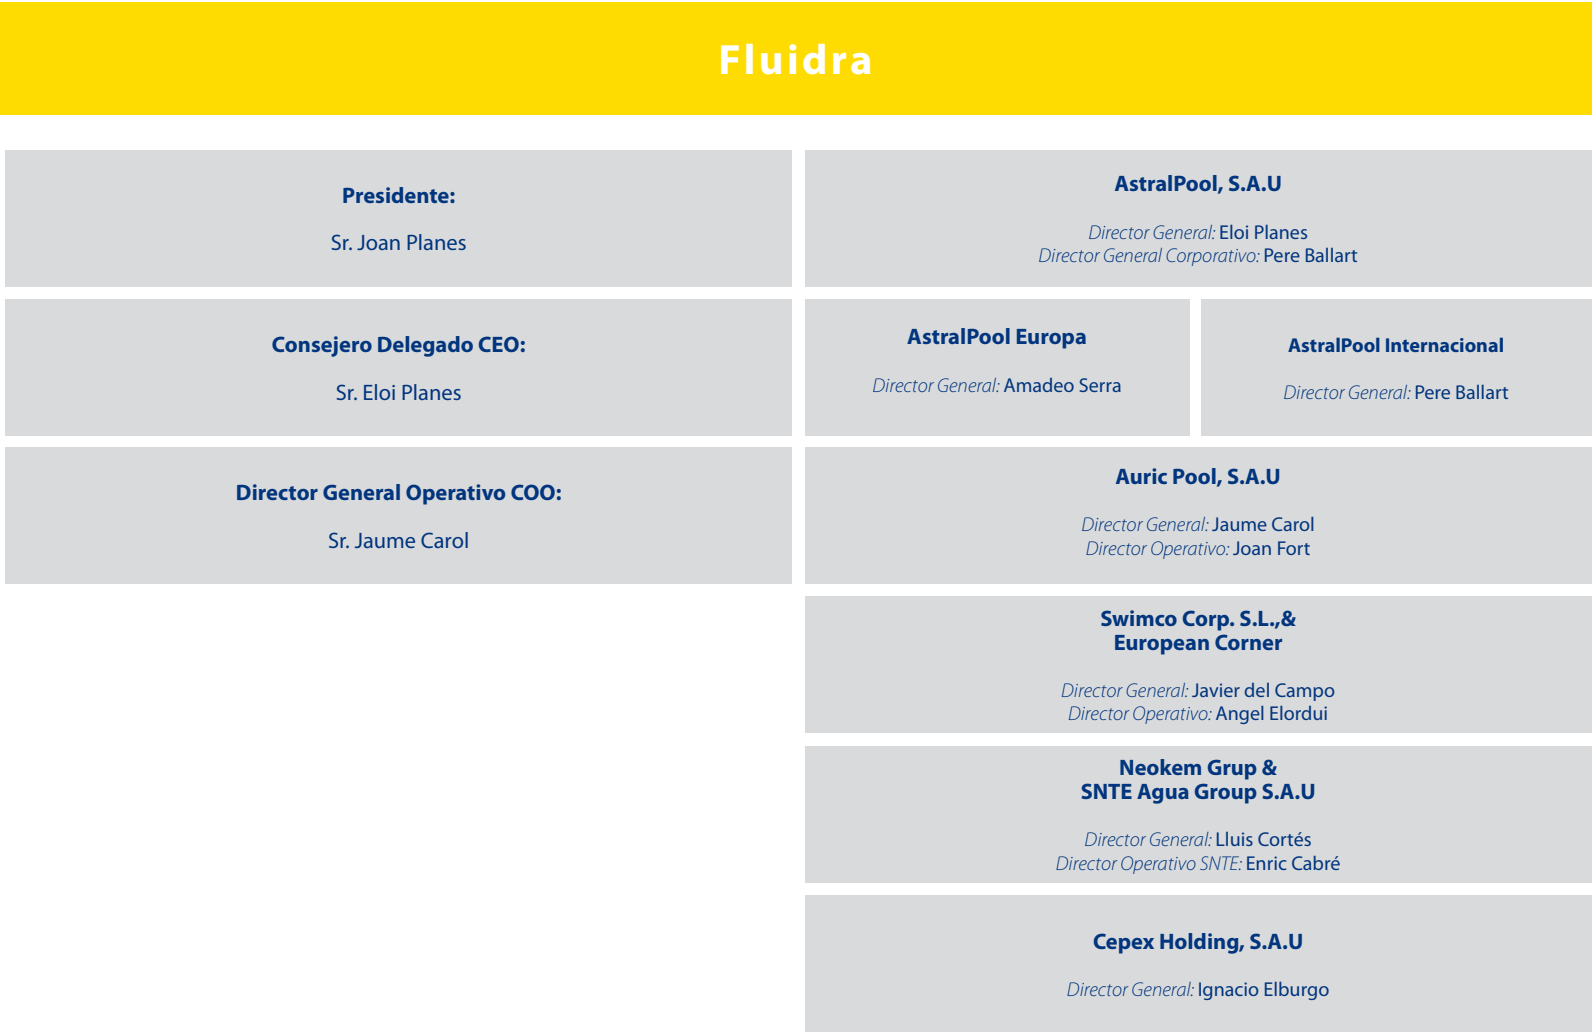 Fluidra
Presidente:
Sr. Joan Planes
Consejero Delegado CEO:
Sr. Eloi Planes
Director General Operativo COO:
Sr. Jaume Carol
AstralPool, S.A.U
Director General: Eloi Planes
Director General Corporativo: Pere Ballart
AstralPool Europa
Director General: Amadeo Serra
AstralPool Internacional
Director General: Pere Ballart
Auric Pool, S.A.U
Director General: Jaume Carol
Director Operativo: Joan Fort
Swimco Corp. S.L.,&
European Corner
Director General: Javier del Campo
Director Operativo: Angel Elordui
Neokem Grup &
SNTE Agua Group S.A.U
Director General: Lluis Cortés
Director Operativo SNTE: Enric Cabré
Cepex Holding, S.A.U
Director General: Ignacio Elburgo